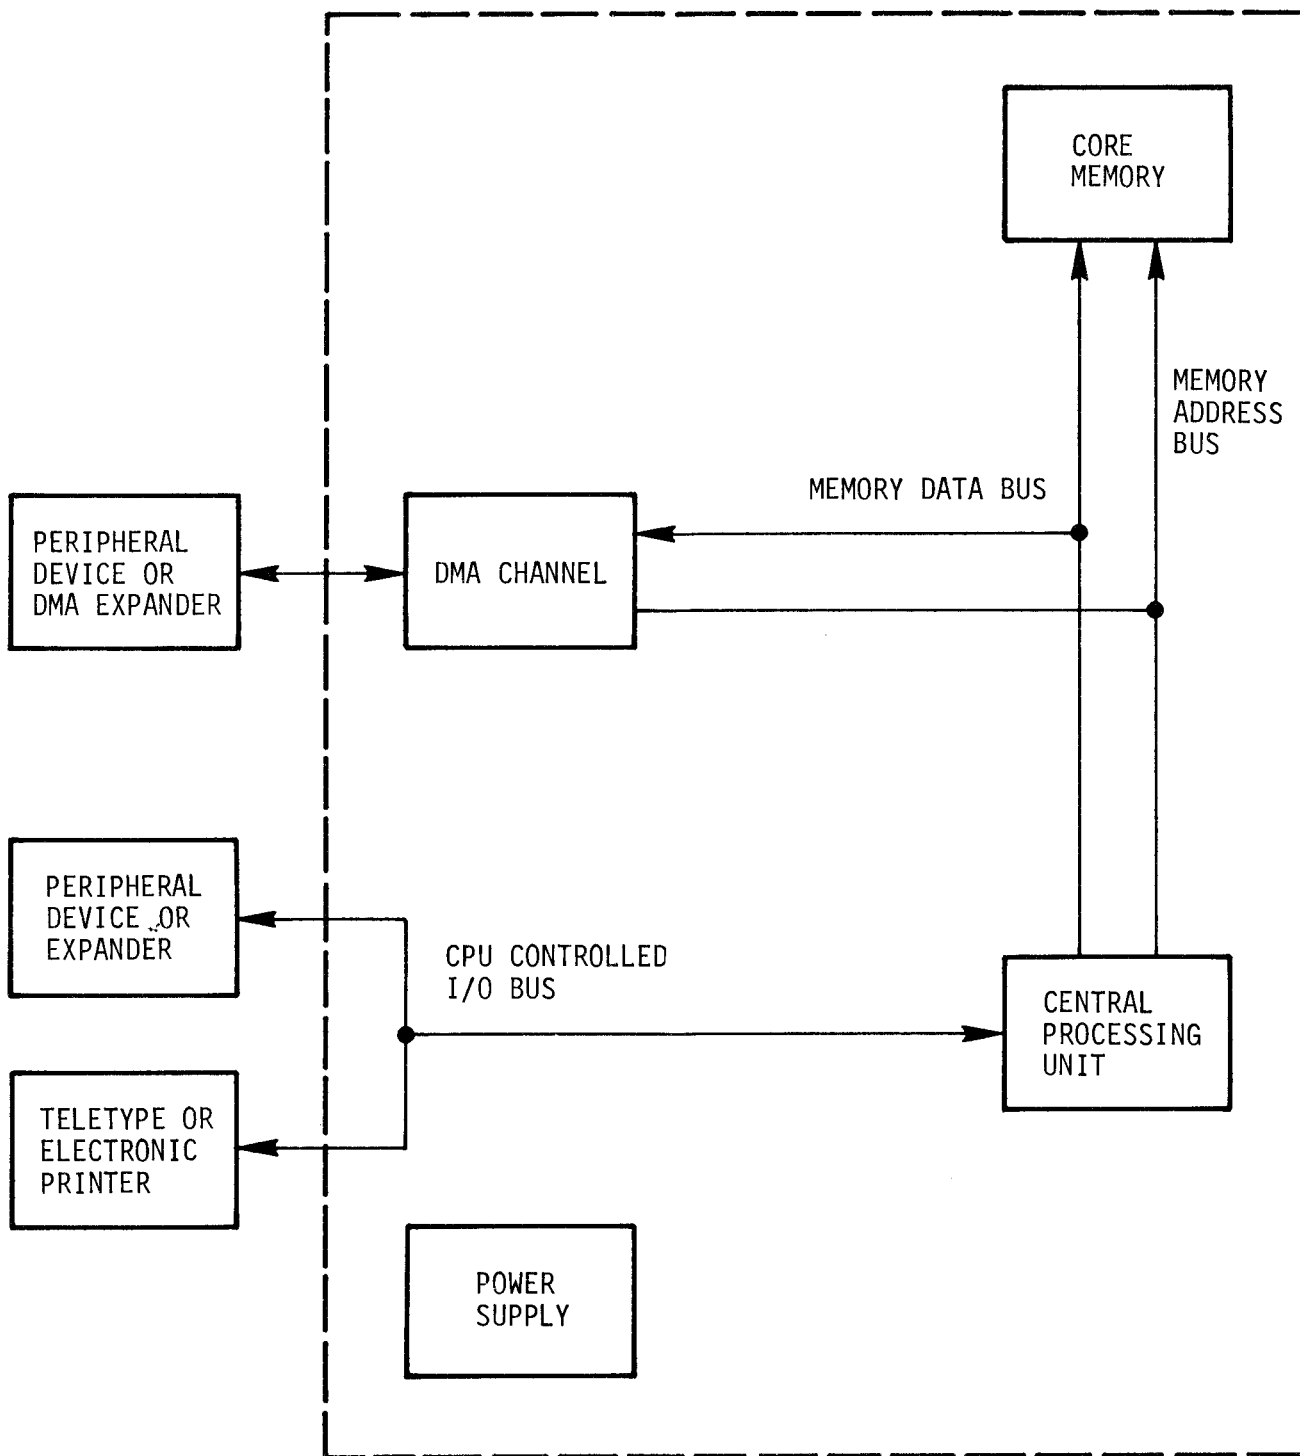 CORE
MEMORY
MEMORY
ADDRESS
BUS
MEMORY DATA BUS
PERIPHERAL
DEVICE OR
DMA EXPANDER
DMA CHANNEL
PERIPHERAL
DEVICE OR
EXPANDER
CPU CONTROLLED
I/O BUS
CENTRAL
PROCESSING
UNIT
TELETYPE OR
ELECTRONIC
PRINTER
POWER
SUPPLY